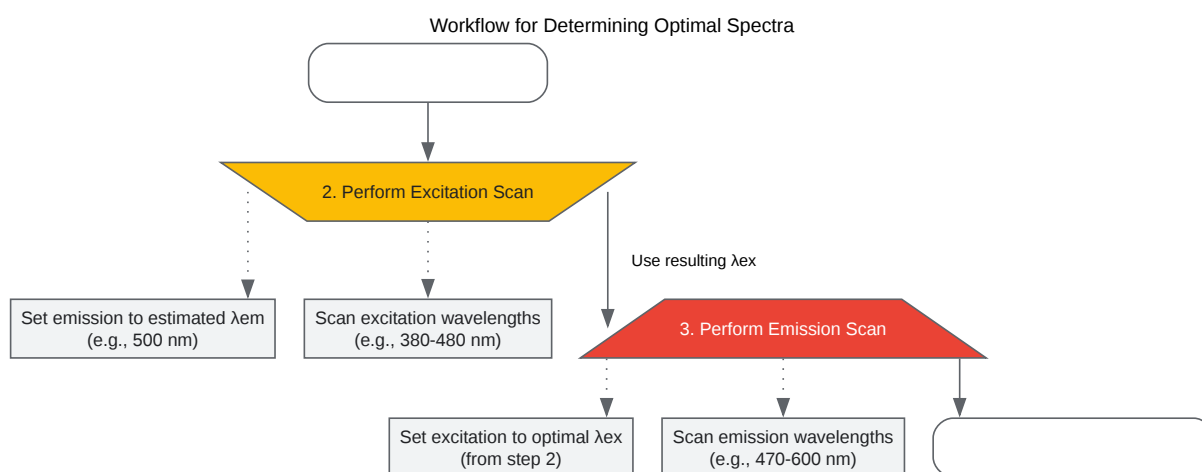 Workflow for Determining Optimal Spectra
2. Perform Excitation Scan
Use resulting λex
Set emission to estimated λem
(e.g., 500 nm)
Scan excitation wavelengths
(e.g., 380-480 nm)
3. Perform Emission Scan
Set excitation to optimal λex
(from step 2)
Scan emission wavelengths
(e.g., 470-600 nm)